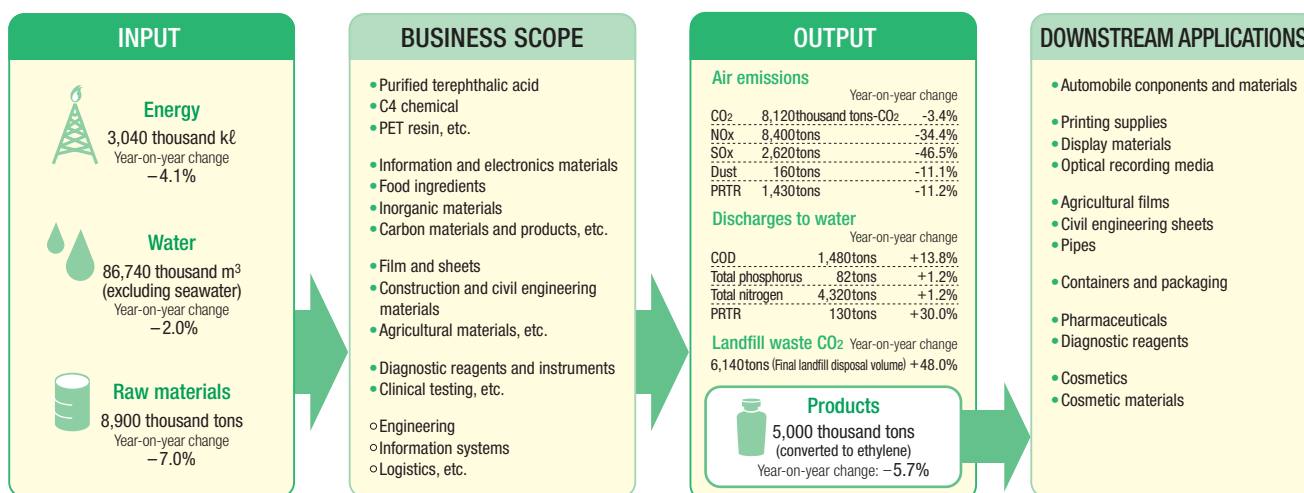 INPUT
Energy
3,040 thousand kℓ
Year-on-year change
−4.1%
Water
86,740 thousand m³
(excluding seawater)
Year-on-year change
−2.0%
Raw materials
8,900 thousand tons
Year-on-year change
−7.0%
BUSINESS SCOPE
• Purified terephthalic acid
• C4 chemical
• PET resin, etc.
• Information and electronics materials
• Food ingredients
• Inorganic materials
• Carbon materials and products, etc.
• Film and sheets
• Construction and civil engineering
materials
• Agricultural materials, etc.
• Diagnostic reagents and instruments
• Clinical testing, etc.
○ Engineering
○ Information systems
○ Logistics, etc.
OUTPUT
Air emissions
Year-on-year change
CO₂ 8,120thousand tons-CO₂ -3.4%
NOx 8,400tons -34.4%
SOx 2,620tons -46.5%
Dust 160tons -11.1%
PRTR 1,430tons -11.2%
Discharges to water
Year-on-year change
COD 1,480tons +13.8%
Total phosphorus 82tons +1.2%
Total nitrogen 4,320tons +1.2%
PRTR 130tons +30.0%
Landfill waste CO₂ Year-on-year change
6,140tons (Final landfill disposal volume) +48.0%
Products
5,000 thousand tons
(converted to ethylene)
Year-on-year change: −5.7%
DOWNSTREAM APPLICATIONS
• Automobile components and materials
• Printing supplies
• Display materials
• Optical recording media
• Agricultural films
• Civil engineering sheets
• Pipes
• Containers and packaging
• Pharmaceuticals
• Diagnostic reagents
• Cosmetics
• Cosmetic materials